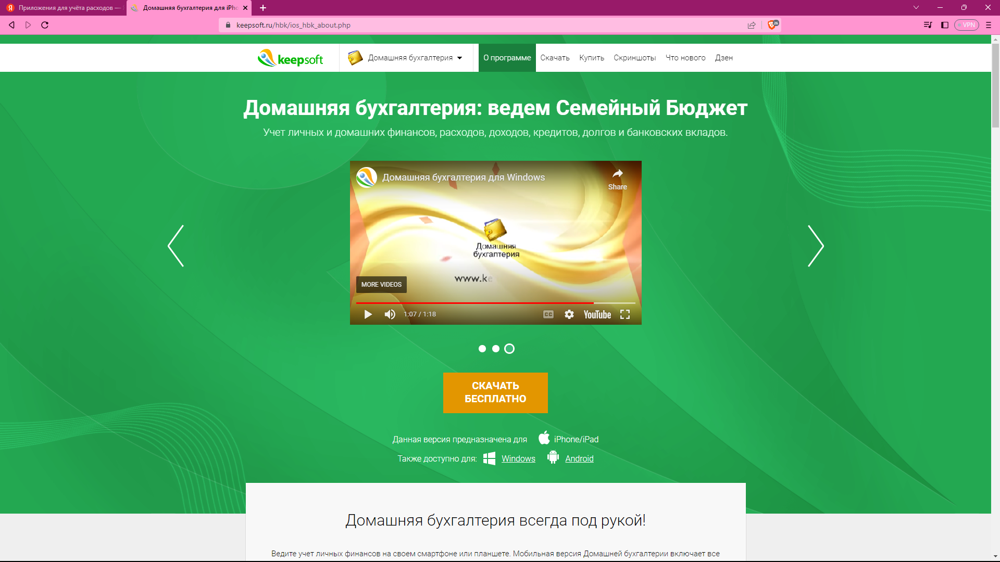 Приложения для учёта расходов —
Домашняя бухгалтерия для iPh
keepsoft.ru/hbk/ios_hbk_about.php
26
VPN
keepsoft
Домашняя бухгалтерия
О программе
Скачать
Купить
Скриншоты
Что нового
Дзен
Домашняя бухгалтерия: ведем Семейный Бюджет
Учет личных и домашних финансов, расходов, доходов, кредитов, долгов и банковских вкладов.
Домашняя бухгалтерия для Windows
Share
Домашняя
бухгалтерия
www.ke
MORE VIDEOS
1:07 / 1:18
CC
YouTube
СКАЧАТЬ
БЕСПЛАТНО
Данная версия предназначена для iPhone/iPad
Также доступно для: Windows Android
Домашняя бухгалтерия всегда под рукой!
Ведите учет личных финансов на своем смартфоне или планшете. Мобильная версия Домашней бухгалтерии включает все